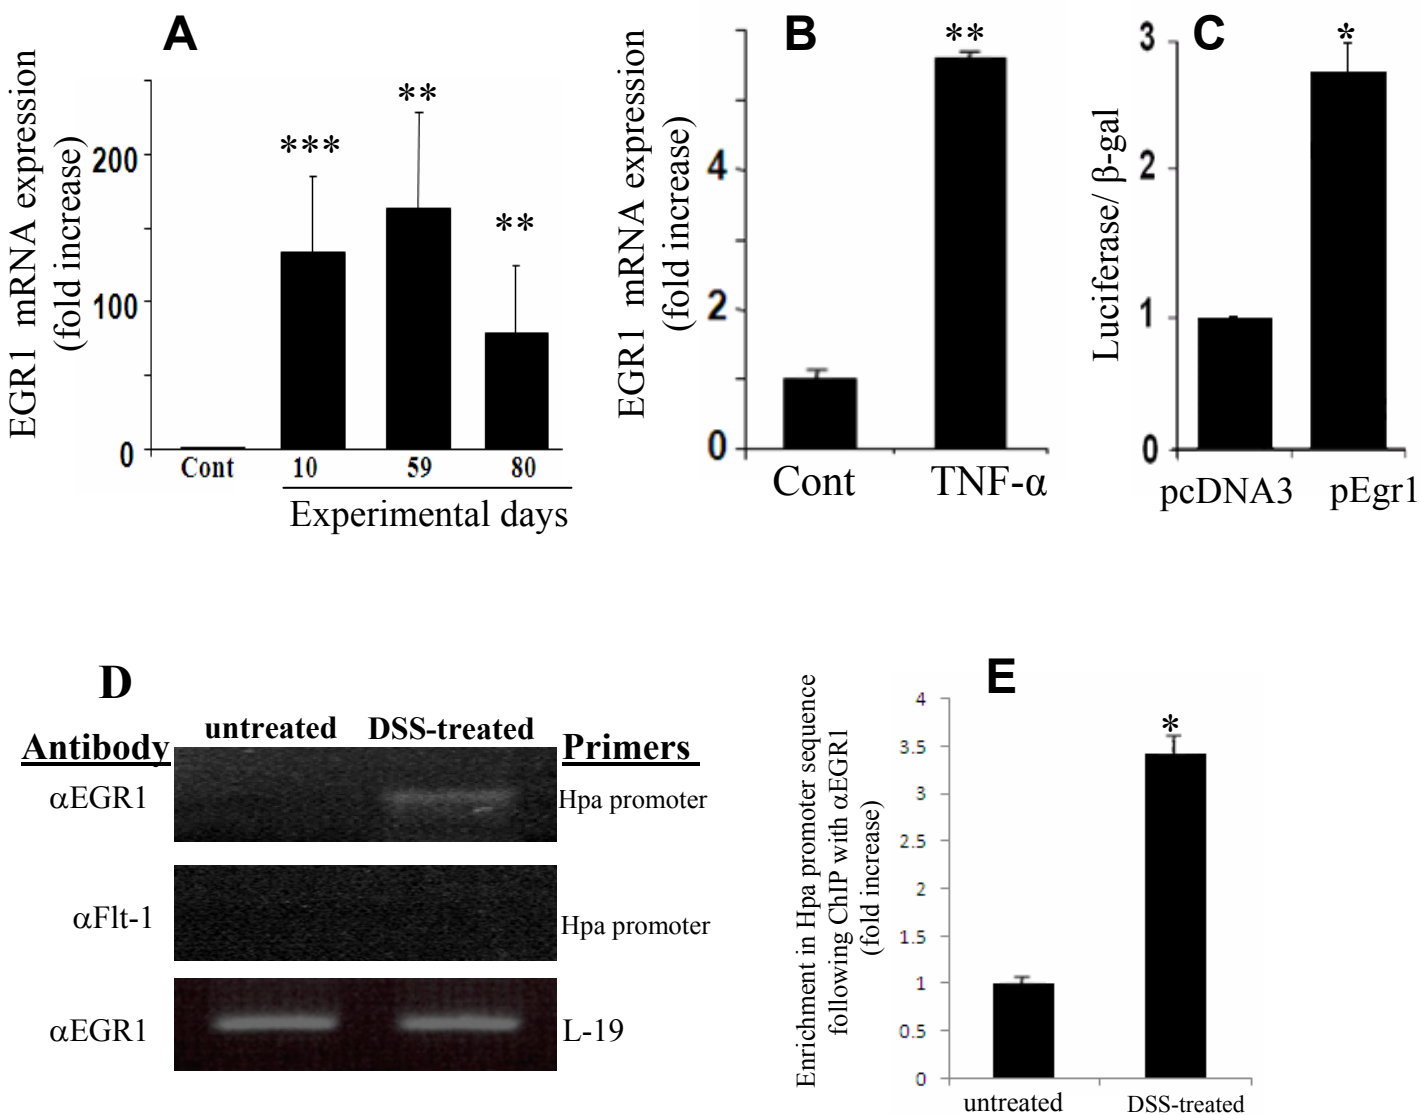 A
EGR1 mRNA expression
(fold increase)
200
100
0
***
**
**
Cont 10 59 80
Experimental days
B
EGR1 mRNA expression
(fold increase)
4
2
0
**
Cont TNF-α
C
Luciferase/ β-gal
3
2
1
0
*
pcDNA3 pEgr1
D
untreated DSS-treated
Antibody Primers
αEGR1 Hpa promoter
αFlt-1 Hpa promoter
αEGR1 L-19
E
Enrichment in Hpa promoter sequence
following ChIP with αEGR1
(fold increase)
4
3.5
3
2.5
2
1.5
1
0.5
0
*
untreated DSS-treated